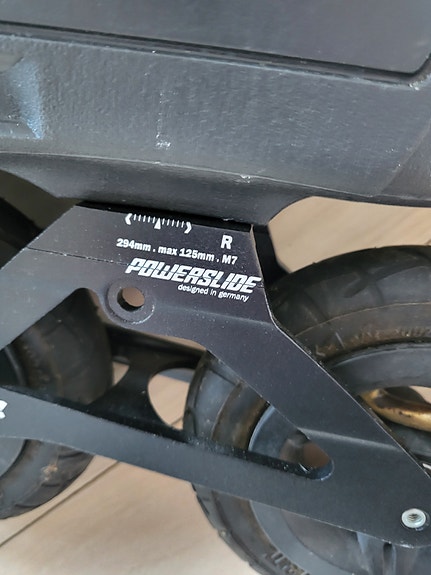 R
294mm . max 125mm . M7
POWERSLIDE
designed in germany